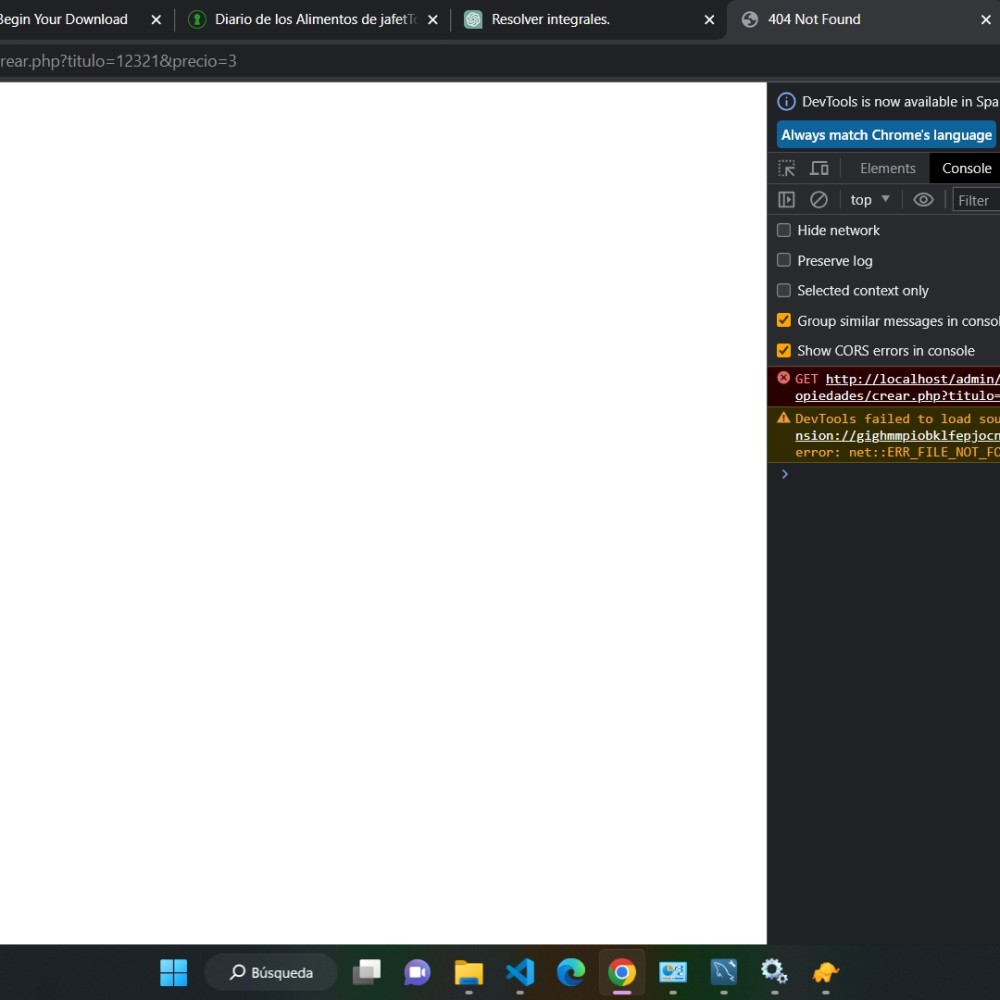 Begin Your Download
Diario de los Alimentos de jafetTo
Resolver integrales.
404 Not Found
rear.php?titulo=12321&precio=3
DevTools is now available in Spa
Always match Chrome's language
Elements
Console
top
Filter
Hide network
Preserve log
Selected context only
Group similar messages in consol
Show CORS errors in console
GET http://localhost/admin/
opiedades/crear.php?titulo=
DevTools failed to load sou
nsion://gighmmpiobklfepjocn
error: net::ERR_FILE_NOT_FO
Búsqueda